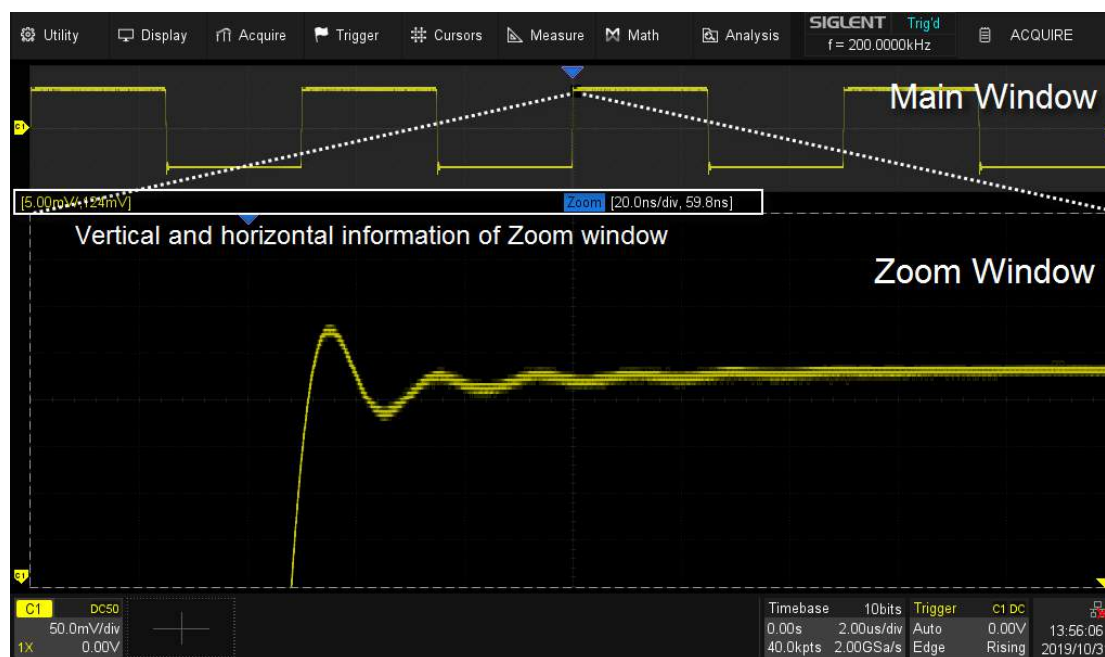 Utility Display Acquire Trigger Cursors Measure Math Analysis SIGLENT Trig'd ACQUIRE
f = 200.0000kHz
Main Window
C1
[5.00mV/,124mV] Zoom [20.0ns/div, 59.8ns]
Vertical and horizontal information of Zoom window
Zoom Window
C1
C1 DC50 Timebase 10bits Trigger C1 DC
50.0mV/div 0.00s 2.00us/div Auto 0.00V 13:56:06
1X 0.00V 40.0kpts 2.00GSa/s Edge Rising 2019/10/3